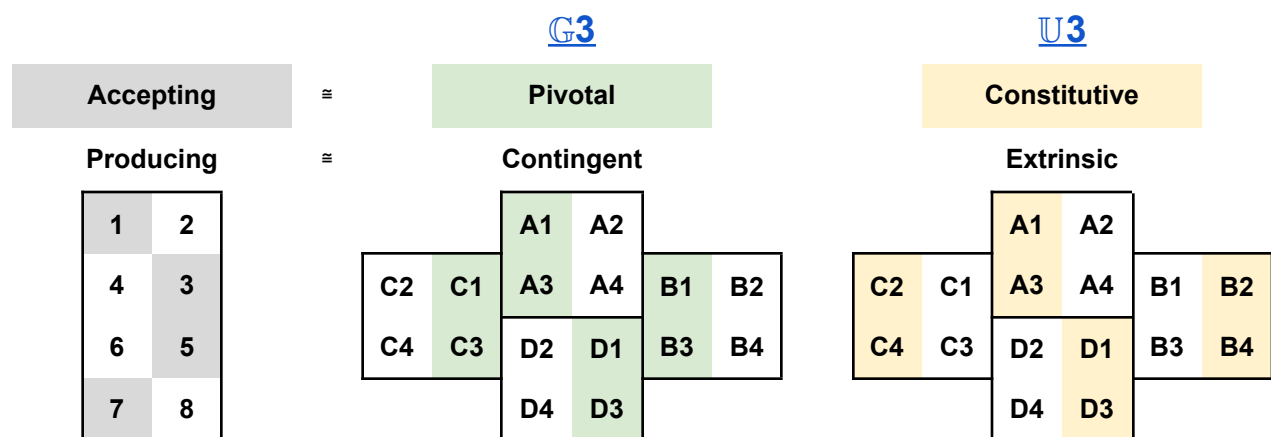 𝔾3 𝕌3
Accepting ≅ Pivotal Constitutive
Producing ≅ Contingent Extrinsic
1 2 A1 A2 A1 A2
4 3 C2 C1 A3 A4 B1 B2 C2 C1 A3 A4 B1 B2
6 5 C4 C3 D2 D1 B3 B4 C4 C3 D2 D1 B3 B4
7 8 D4 D3 D4 D3